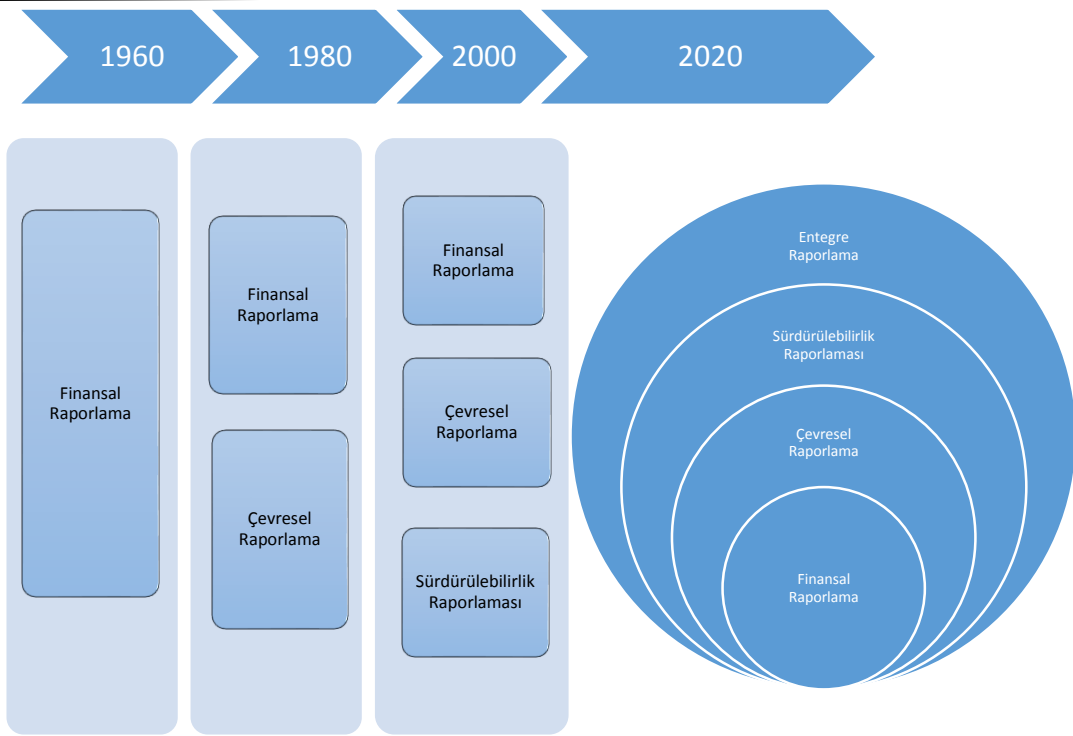 1960
1980
2000
2020
Finansal
Raporlama
Finansal
Raporlama
Çevresel
Raporlama
Finansal
Raporlama
Çevresel
Raporlama
Sürdürülebilirlik
Raporlaması
Entegre
Raporlama
Sürdürülebilirlik
Raporlaması
Çevresel
Raporlama
Finansal
Raporlama